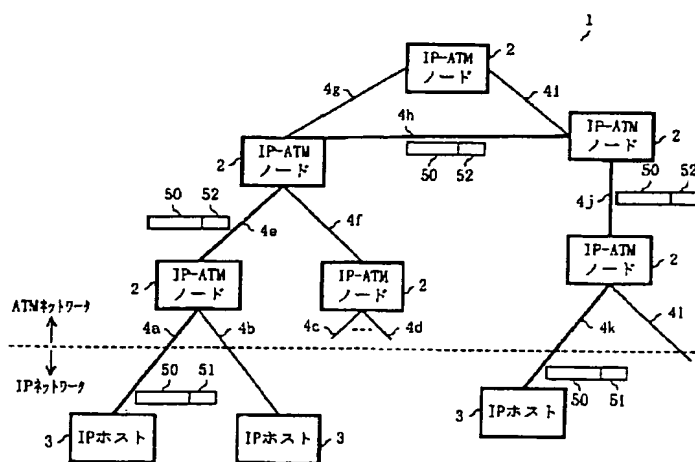 1
IP-ATM
ノード
2
4g
4i
4h
IP-ATM
ノード
2
50
52
IP-ATM
ノード
2
50
52
4e
4f
4j
50
52
IP-ATM
ノード
2
IP-ATM
ノード
2
IP-ATM
ノード
2
ATMネットワーク
4a
4b
4c
4d
4k
4l
IPネットワーク
50
51
50
51
3
IPホスト
IPホスト
3
3
IPホスト